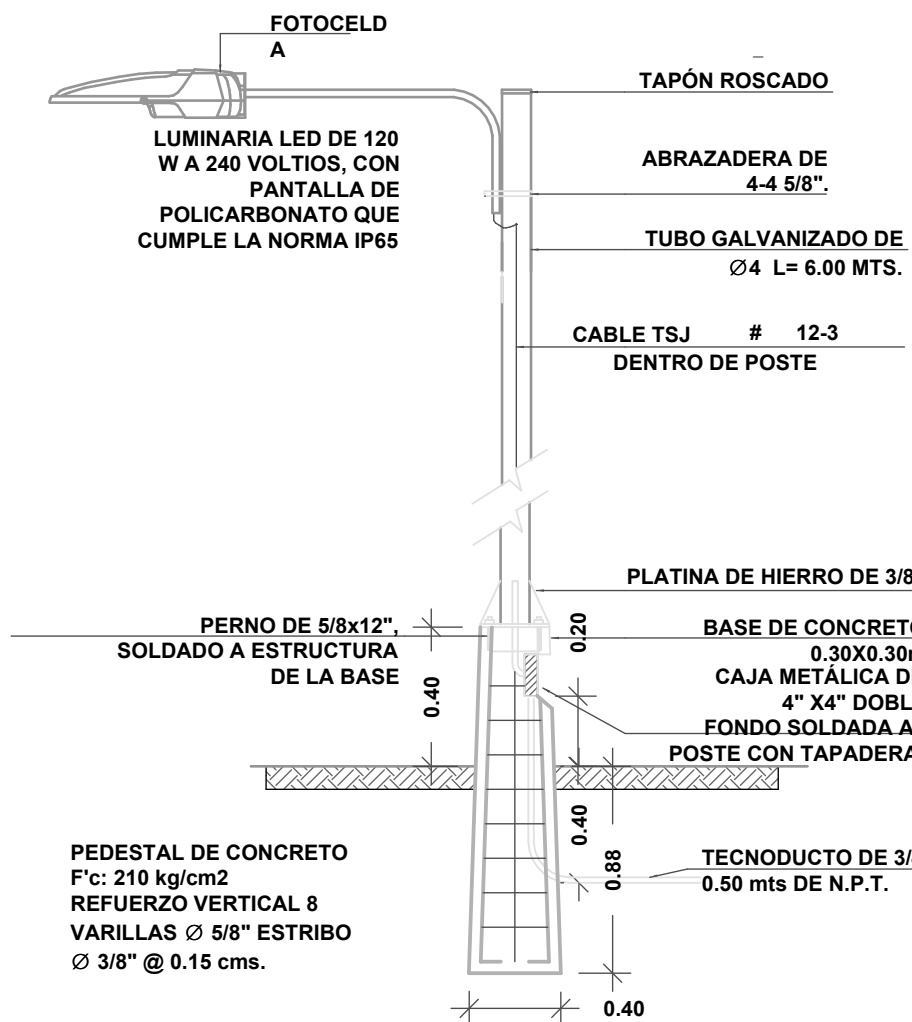 FOTOCELD
A
TAPÓN ROSCADO
LUMINARIA LED DE 120
W A 240 VOLTIOS, CON
PANTALLA DE
POLICARBONATO QUE
CUMPLE LA NORMA IP65
ABRAZADERA DE
4-4 5/8".
TUBO GALVANIZADO DE
Ø4 L= 6.00 MTS.
CABLE TSJ # 12-3
DENTRO DE POSTE
PLATINA DE HIERRO DE 3/8
PERNO DE 5/8x12",
SOLDADO A ESTRUCTURA
DE LA BASE
0.40
0.20
BASE DE CONCRETO
0.30X0.30m
CAJA METÁLICA DE
4" X4" DOBL
FONDO SOLDADA A
POSTE CON TAPADERA
0.40
0.88
PEDESTAL DE CONCRETO
F'c: 210 kg/cm2
REFUERZO VERTICAL 8
VARILLAS Ø 5/8" ESTRIBO
Ø 3/8" @ 0.15 cms.
TECNODUCTO DE 3/4
0.50 mts DE N.P.T.
0.40